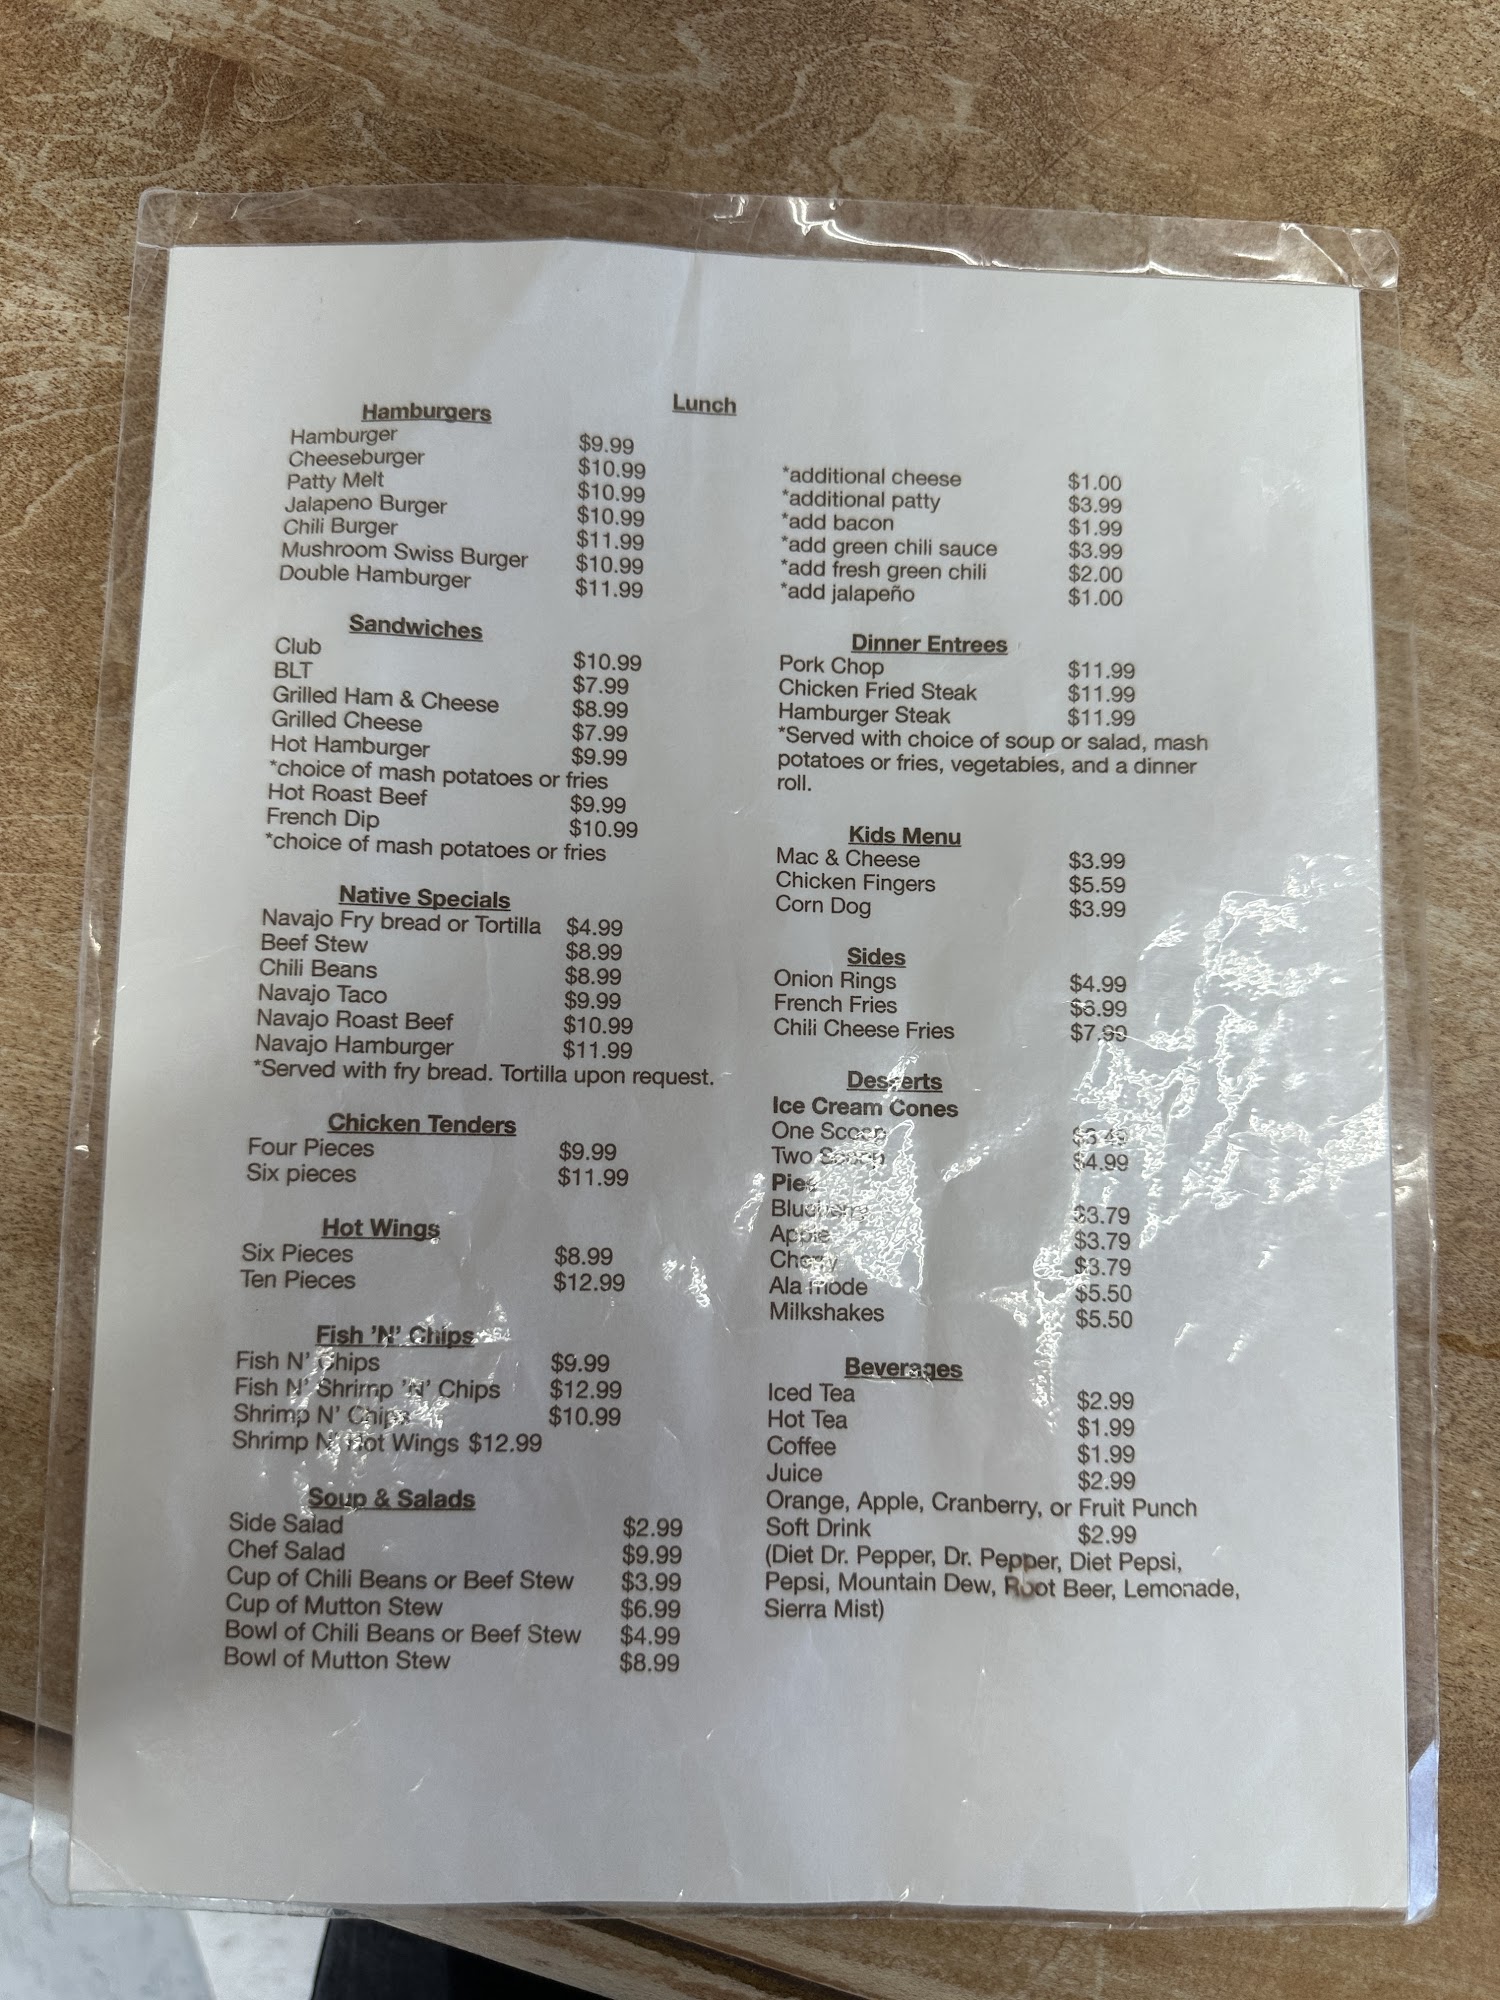 Lunch
Hamburgers
Hamburger $9.99
Cheeseburger $10.99
Patty Melt $10.99
Jalapeno Burger $10.99
Chili Burger $11.99
Mushroom Swiss Burger $10.99
Double Hamburger $11.99
Sandwiches
Club $10.99
BLT $7.99
Grilled Ham & Cheese $8.99
Grilled Cheese $7.99
Hot Hamburger $9.99
*choice of mash potatoes or fries
Hot Roast Beef $9.99
French Dip $10.99
*choice of mash potatoes or fries
Native Specials
Navajo Fry bread or Tortilla $4.99
Beef Stew $8.99
Chili Beans $8.99
Navajo Taco $9.99
Navajo Roast Beef $10.99
Navajo Hamburger $11.99
*Served with fry bread. Tortilla upon request.
Chicken Tenders
Four Pieces $9.99
Six pieces $11.99
Hot Wings
Six Pieces $8.99
Ten Pieces $12.99
Fish 'N' Chips
Fish N' Chips $9.99
Fish N' Shrimp 'N' Chips $12.99
Shrimp N' Chips $10.99
Shrimp N' Hot Wings $12.99
Soup & Salads
Side Salad $2.99
Chef Salad $9.99
Cup of Chili Beans or Beef Stew $3.99
Cup of Mutton Stew $6.99
Bowl of Chili Beans or Beef Stew $4.99
Bowl of Mutton Stew $8.99
*additional cheese $1.00
*additional patty $3.99
*add bacon $1.99
*add green chili sauce $3.99
*add fresh green chili $2.00
*add jalapeño $1.00
Dinner Entrees
Pork Chop $11.99
Chicken Fried Steak $11.99
Hamburger Steak $11.99
*Served with choice of soup or salad, mash
potatoes or fries, vegetables, and a dinner
roll.
Kids Menu
Mac & Cheese $3.99
Chicken Fingers $5.59
Corn Dog $3.99
Sides
Onion Rings $4.99
French Fries
Chili Cheese Fries $7.99
Desserts
Ice Cream Cones
One Scoop
Two Scoop $4.99
Pies
Blueberry $3.79
Apple $3.79
Cherry $3.79
Ala mode $5.50
Milkshakes $5.50
Beverages
Iced Tea $2.99
Hot Tea $1.99
Coffee $1.99
Juice $2.99
Orange, Apple, Cranberry, or Fruit Punch
Soft Drink $2.99
(Diet Dr. Pepper, Dr. Pepper, Diet Pepsi,
Pepsi, Mountain Dew, Root Beer, Lemonade,
Sierra Mist)